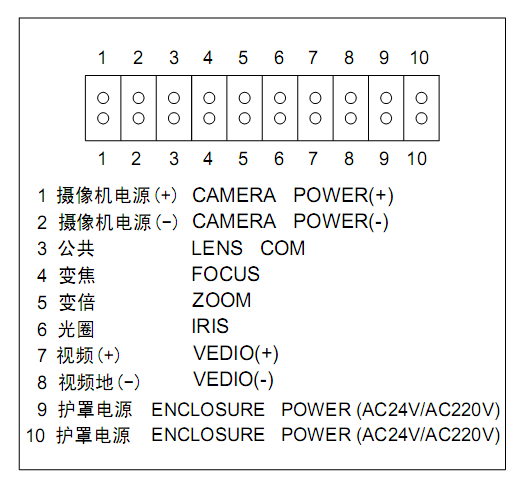 1 2 3 4 5 6 7 8 9 10
1 2 3 4 5 6 7 8 9 10
1 摄像机电源(+) CAMERA POWER(+)
2 摄像机电源(-) CAMERA POWER(-)
3 公共 LENS COM
4 变焦 FOCUS
5 变倍 ZOOM
6 光圈 IRIS
7 视频(+) VEDIO(+)
8 视频地(-) VEDIO(-)
9 护罩电源 ENCLOSURE POWER(AC24V/AC220V)
10 护罩电源 ENCLOSURE POWER(AC24V/AC220V)